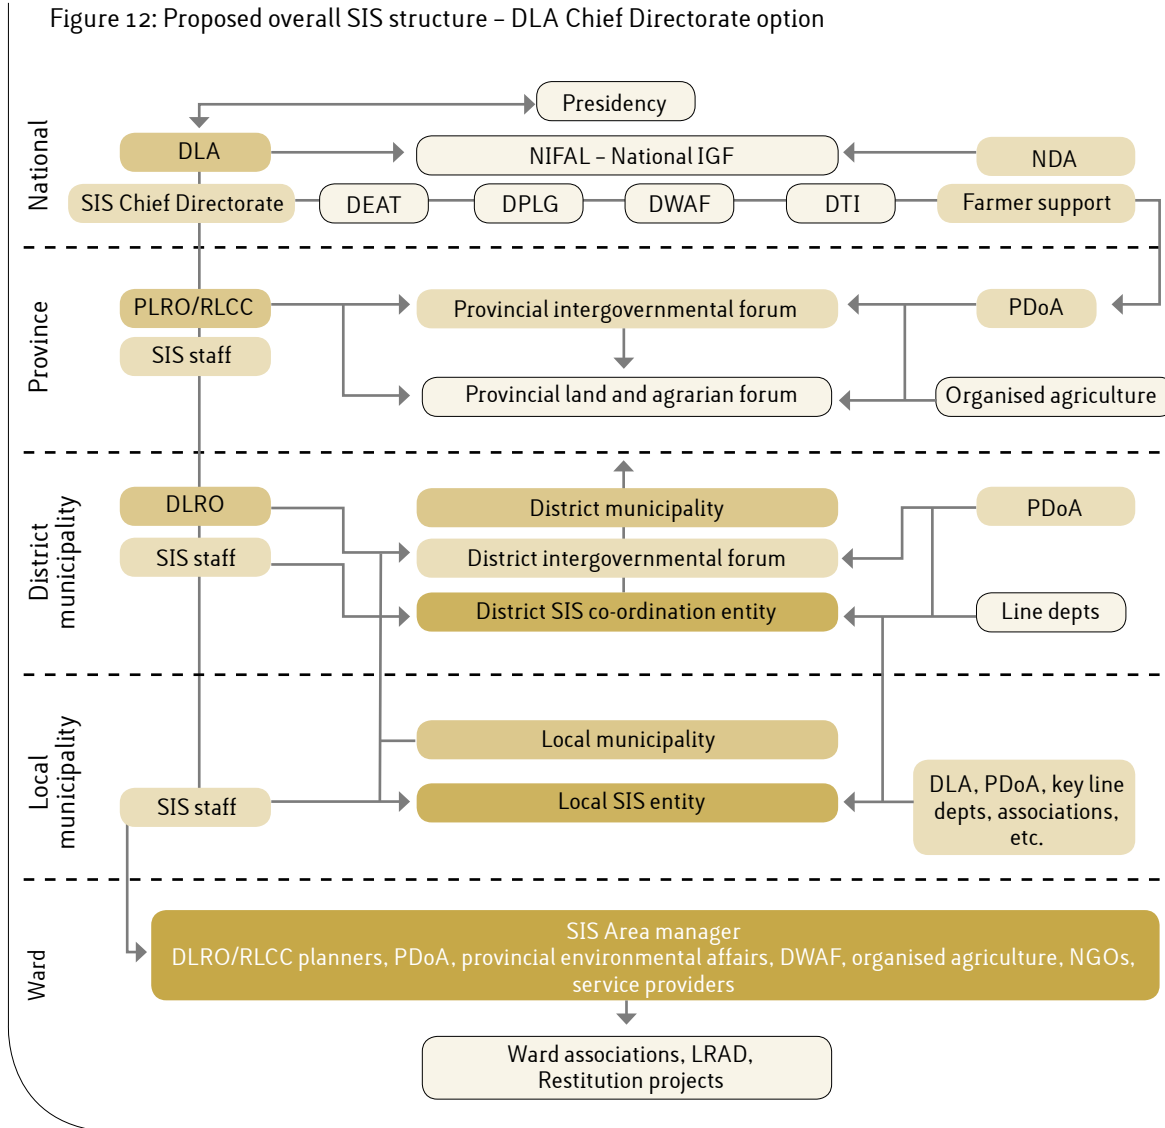 Figure 12: Proposed overall SIS structure – DLA Chief Directorate option
National
Presidency
DLA
NIFAL – National IGF
NDA
SIS Chief Directorate
DEAT
DPLG
DWAF
DTI
Farmer support
Province
PLRO/RLCC
Provincial intergovernmental forum
PDoA
SIS staff
Provincial land and agrarian forum
Organised agriculture
District
municipality
DLRO
District municipality
PDoA
SIS staff
District intergovernmental forum
District SIS co-ordination entity
Line depts
Local
municipality
Local municipality
SIS staff
Local SIS entity
DLA, PDoA, key line
depts, associations,
etc.
Ward
SIS Area manager
DLRO/RLCC planners, PDoA, provincial environmental affairs, DWAF, organised agriculture, NGOs,
service providers
Ward associations, LRAD,
Restitution projects